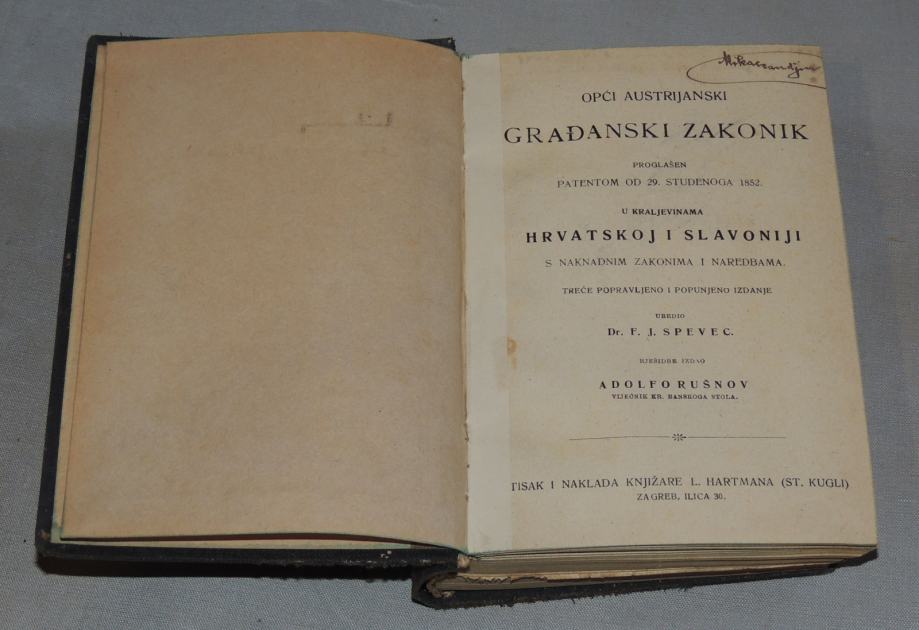 OPĆI AUSTRIJANSKI
GRAĐANSKI ZAKONIK
PROGLAŠEN
PATENTOM OD 29. STUDENOGA 1852.
U KRALJEVINAMA
HRVATSKOJ I SLAVONIJI
S NAKNADNIM ZAKONIMA I NAREDBAMA.
TREĆE POPRAVLJENO I POPUNJENO IZDANJE
UREDIO
Dr. F. J. SPEVEC.
RJEŠIDBE IZDAO
ADOLFO RUŠNOV
VIJEĆNIK KR. BANSKOGA STOLA.
TISAK I NAKLADA KNJIŽARE L. HARTMANA (ST. KUGLI)
ZAGREB, ILICA 30.